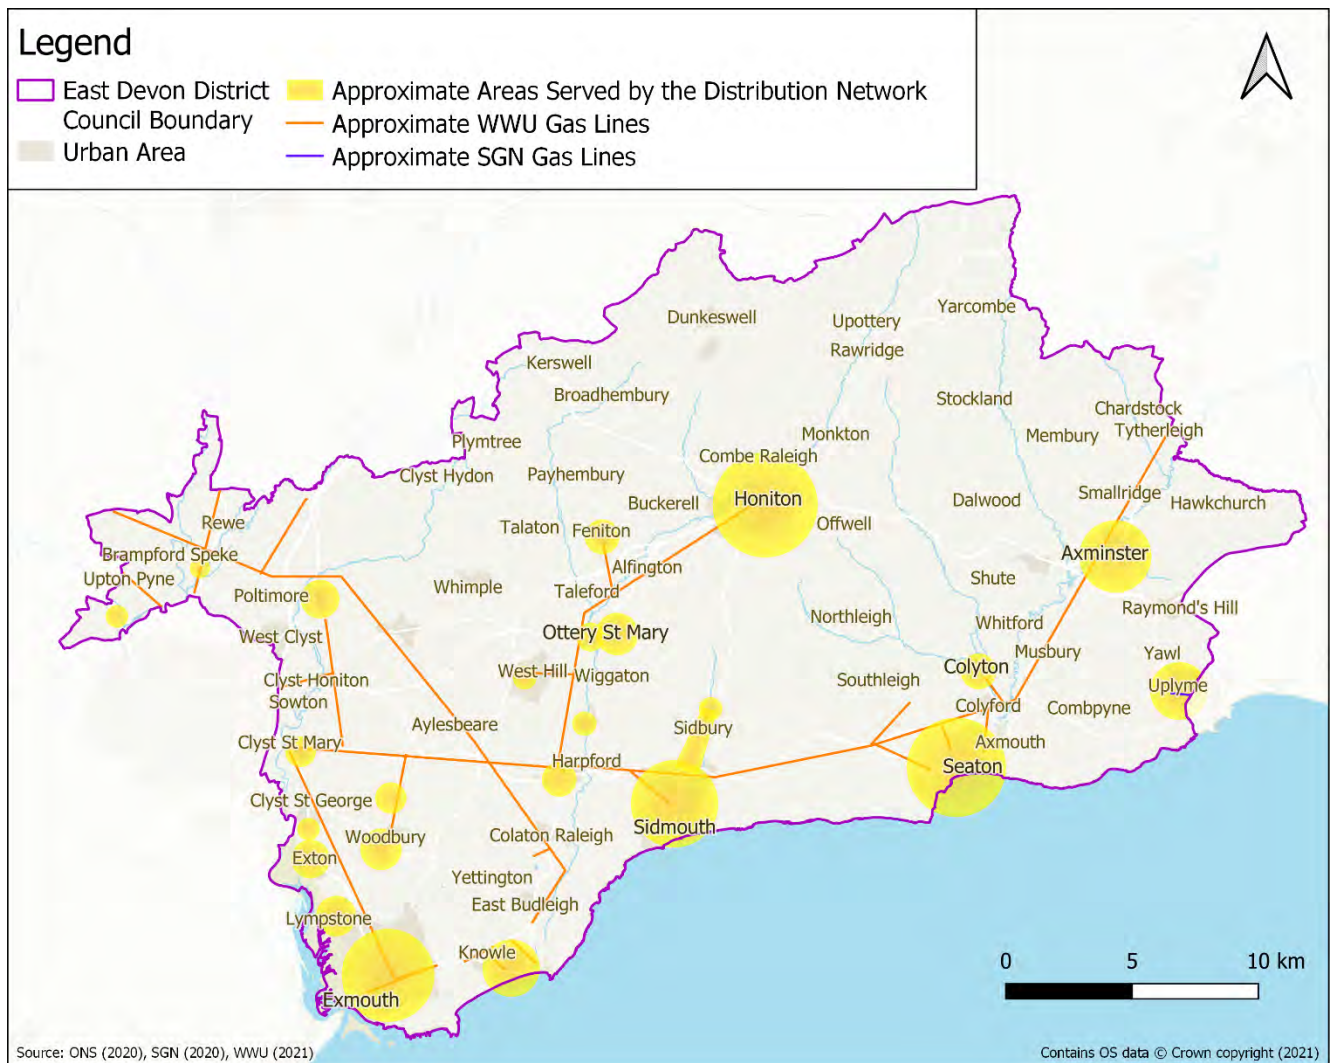 Legend
East Devon District
Council Boundary
Urban Area
Approximate Areas Served by the Distribution Network
Approximate WWU Gas Lines
Approximate SGN Gas Lines
Yarcombe
Dunkeswell
Upottery
Rawridge
Kerswell
Broadhembury
Stockland
Chardstock
Tytherleigh
Plymtree
Monkton
Membury
Combe Raleigh
Clyst Hydon
Payhembury
Honiton
Buckerell
Dalwood
Smallridge
Hawkchurch
Rewe
Talaton
Feniton
Offwell
Brampford Speke
Axminster
Upton Pyne
Alfington
Poltimore
Whimple
Taleford
Shute
Raymond's Hill
Northleigh
Whitford
West Clyst
Ottery St Mary
Musbury
Yawl
Colyton
Clyst Honiton
West Hill
Wiggaton
Southleigh
Uplyme
Sowton
Colyford
Combpyne
Aylesbeare
Sidbury
Clyst St Mary
Axmouth
Harpford
Seaton
Clyst St George
Woodbury
Sidmouth
Colaton Raleigh
Exton
Yettington
East Budleigh
Lympstone
Knowle
Exmouth
0 5 10 km
Source: ONS (2020), SGN (2020), WWU (2021)
Contains OS data © Crown copyright (2021)